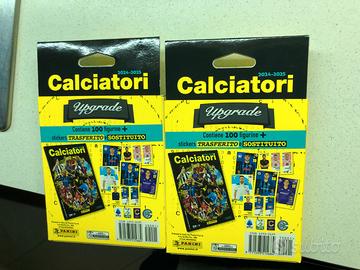 2024-2025
Calciatori
Upgrade
Contiene 100 figurine +
stickers TRASFERITO SOSTITUITO
Calciatori
PANINI
2024-2025
Calciatori
Upgrade
Contiene 100 figurine +
stickers TRASFERITO SOSTITUITO
Calciatori
PANINI
subito